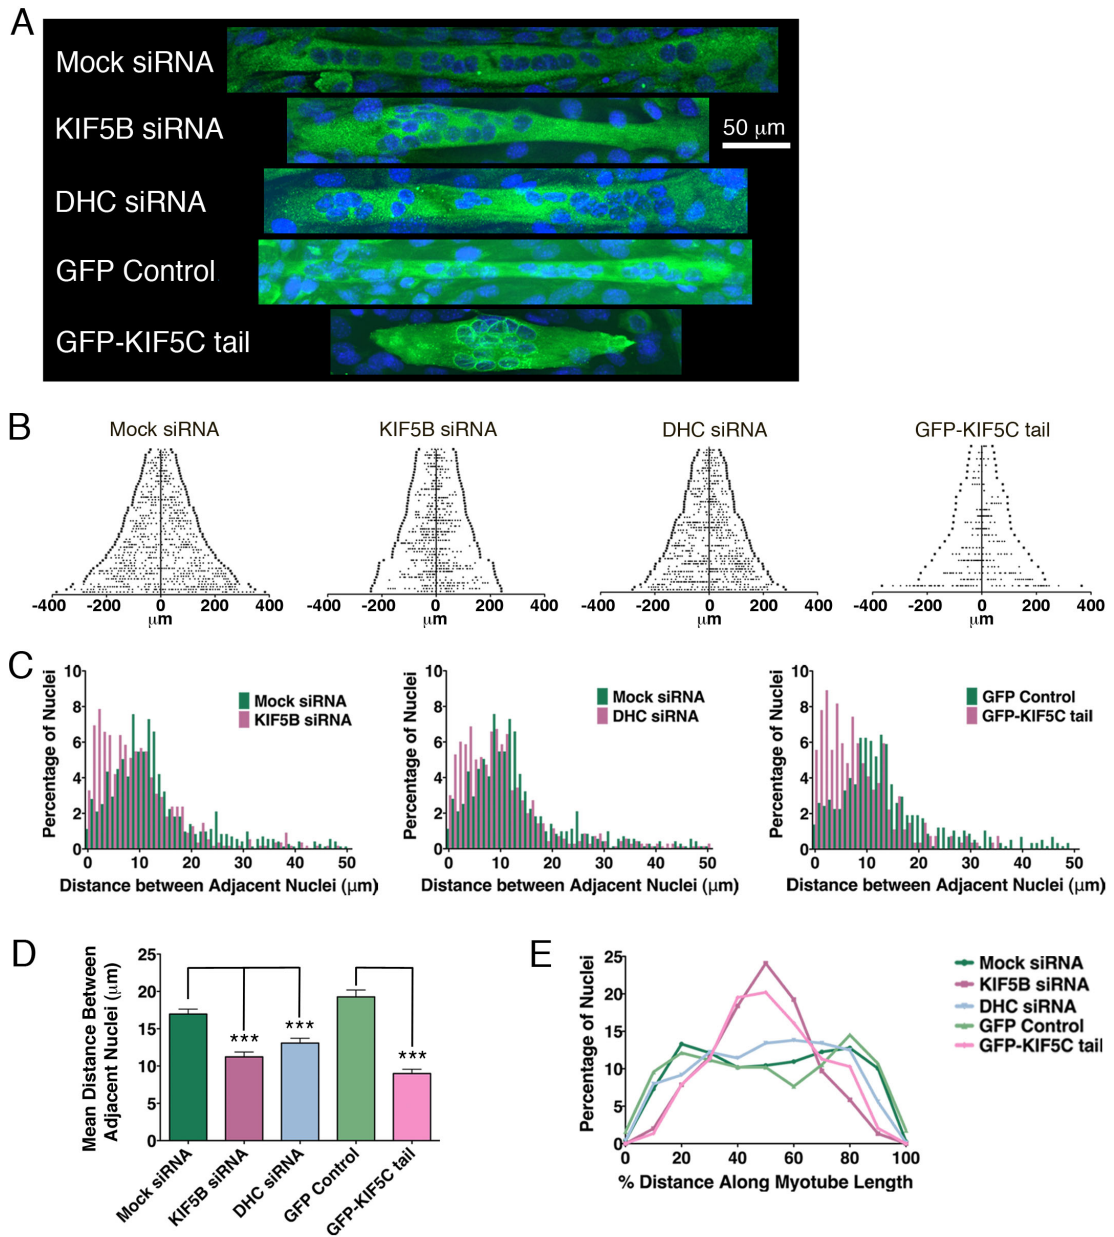 A
Mock siRNA
KIF5B siRNA
50 μm
DHC siRNA
GFP Control
GFP-KIF5C tail
B
Mock siRNA
KIF5B siRNA
DHC siRNA
GFP-KIF5C tail
-400 -200 0 200 400
μm
-400 -200 0 200 400
μm
-400 -200 0 200 400
μm
-400 -200 0 200 400
μm
C
Percentage of Nuclei
10
8
6
4
2
0
0 10 20 30 40 50
Mock siRNA
KIF5B siRNA
Distance between Adjacent Nuclei (μm)
Percentage of Nuclei
10
8
6
4
2
0
0 10 20 30 40 50
Mock siRNA
DHC siRNA
Distance between Adjacent Nuclei (μm)
Percentage of Nuclei
10
8
6
4
2
0
0 10 20 30 40 50
GFP Control
GFP-KIF5C tail
Distance between Adjacent Nuclei (μm)
D
Mean Distance Between
Adjacent Nuclei (μm)
25
20
15
10
5
0
***
***
***
Mock siRNA
KIF5B siRNA
DHC siRNA
GFP Control
GFP-KIF5C tail
E
Percentage of Nuclei
25
20
15
10
5
0
0 20 40 60 80 100
% Distance Along Myotube Length
Mock siRNA
KIF5B siRNA
DHC siRNA
GFP Control
GFP-KIF5C tail